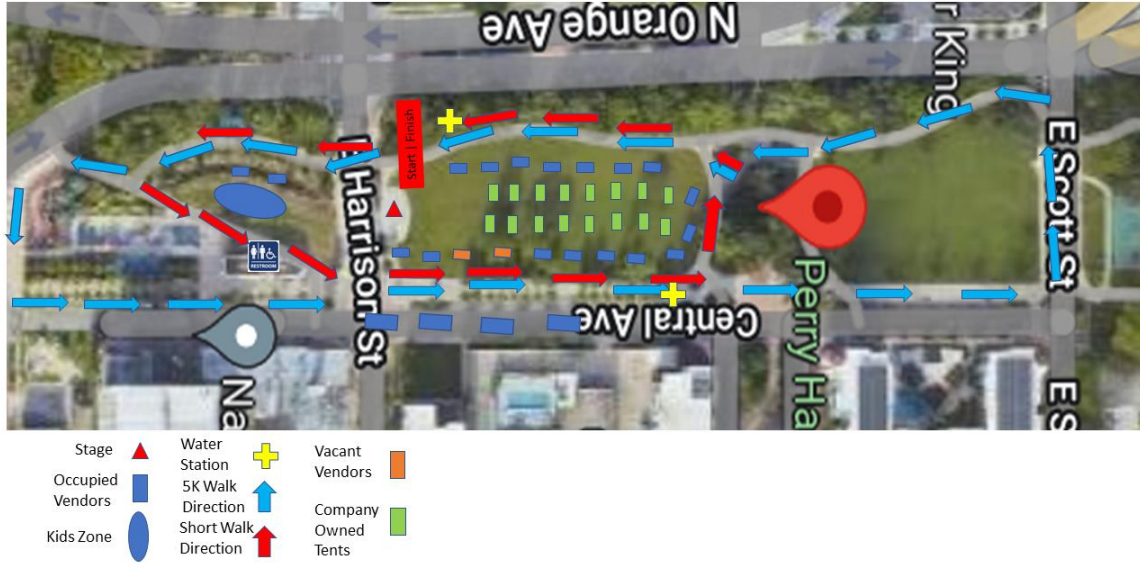 N Orange Ave
r King
Start | Finish
Harrison St
E Scott St
RESTROOM
Central Ave
Perry Ha
Na
E S
Stage
Water
Station
Vacant
Vendors
Occupied
Vendors
5K Walk
Direction
Company
Owned
Tents
Kids Zone
Short Walk
Direction